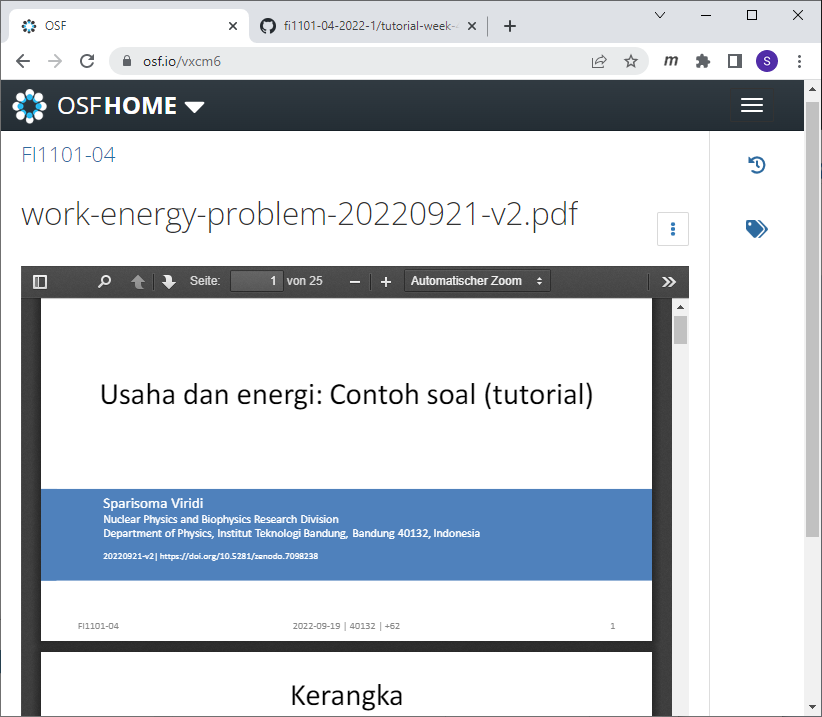 OSF
fi1101-04-2022-1/tutorial-week-
osf.io/vxcm6
m
S
OSFHOME
FI1101-04
work-energy-problem-20220921-v2.pdf
Seite: 1 von 25
Automatischer Zoom
Usaha dan energi: Contoh soal (tutorial)
Sparisoma Viridi
Nuclear Physics and Biophysics Research Division
Department of Physics, Institut Teknologi Bandung, Bandung 40132, Indonesia
20220921-v2| https://doi.org/10.5281/zenodo.7098238
FI1101-04 2022-09-19 | 40132 | +62 1
Kerangka